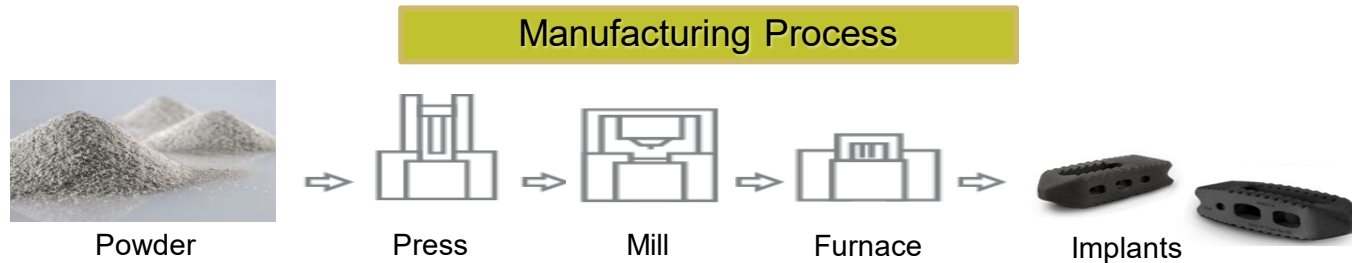 Manufacturing Process
Powder
Press
Mill
Furnace
Implants